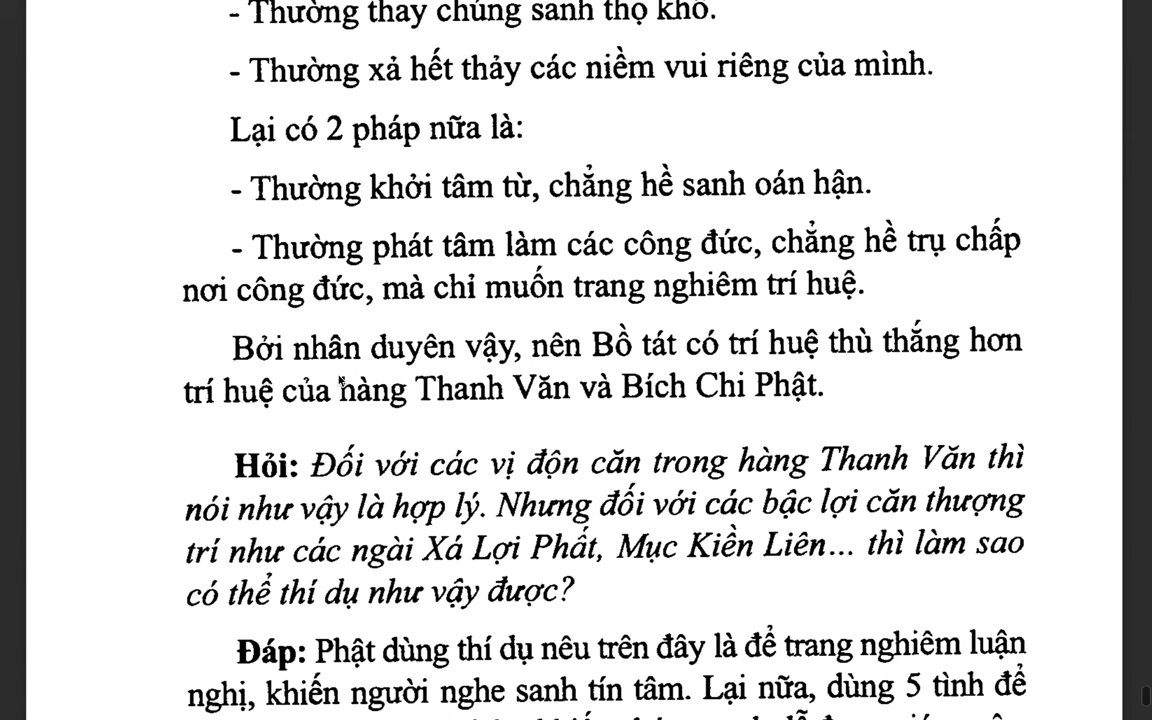 - Thường thay chúng sanh thọ khổ.
- Thường xả hết thảy các niềm vui riêng của mình.
Lại có 2 pháp nữa là:
- Thường khởi tâm từ, chẳng hề sanh oán hận.
- Thường phát tâm làm các công đức, chẳng hề trụ chấp
nơi công đức, mà chỉ muốn trang nghiêm trí huệ.
Bởi nhân duyên vậy, nên Bồ tát có trí huệ thù thắng hơn
trí huệ của hàng Thanh Văn và Bích Chi Phật.
Hỏi: Đối với các vị độn căn trong hàng Thanh Văn thì
nói như vậy là hợp lý. Nhưng đối với các bậc lợi căn thượng
trí như các ngài Xá Lợi Phất, Mục Kiền Liên... thì làm sao
có thể thí dụ như vậy được?
Đáp: Phật dùng thí dụ nêu trên đây là để trang nghiêm luận
nghị, khiến người nghe sanh tín tâm. Lại nữa, dùng 5 tình để